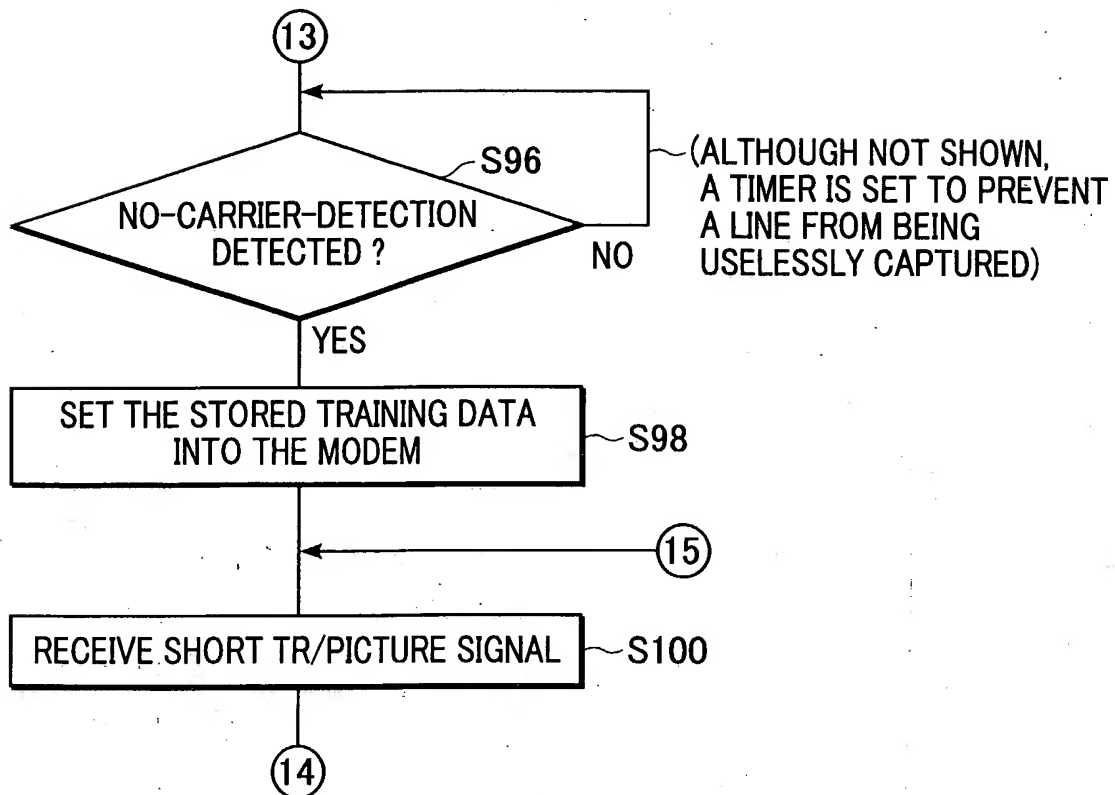 13
S96
(ALTHOUGH NOT SHOWN,
A TIMER IS SET TO PREVENT
A LINE FROM BEING
USELESSLY CAPTURED)
NO-CARRIER-DETECTION
DETECTED ?
NO
YES
SET THE STORED TRAINING DATA
INTO THE MODEM
S98
15
RECEIVE SHORT TR/PICTURE SIGNAL
S100
14